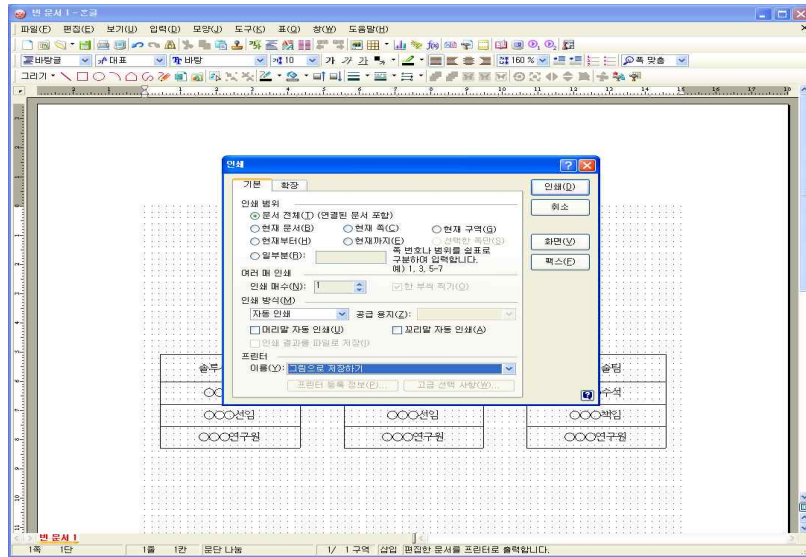 빈 문서 1 - 흔글
파일(F) 편집(E) 보기(U) 입력(D) 모양(J) 도구(K) 표(Q) 창(W) 도움말(H)
바탕글 대표 바탕 10 가 가 가 160 % 폭 맞춤
그리기
인쇄
기본 확장
인쇄(D)
취소
화면(V)
팩스(F)
인쇄 범위
문서 전체(T) (연결된 문서 포함)
현재 문서(B) 현재 쪽(C) 현재 구역(G)
현재부터(H) 현재까지(E) 선택한 쪽만(S)
일부분(R): 쪽 번호나 범위를 쉼표로
구분하여 입력합니다.
예) 1, 3, 5-7
여러 매 인쇄
인쇄 매수(N): 1 한 부씩 찍기(O)
인쇄 방식(M)
자동 인쇄 공급 용지(Z):
머리말 자동 인쇄(U) 꼬리말 자동 인쇄(A)
인쇄 결과를 파일로 저장(I)
프린터
이름(Y): 그림으로 저장하기
프린터 등록 정보(P)... 고급 선택 사항(W)...
솔루 술팀
○○ 수석
○○○선임 ○○○선임 ○○○책임
○○○연구원 ○○○연구원 ○○○연구원
빈 문서 1
1쪽 1단 1줄 1칸 문단 나눔 1/ 1 구역 삽입 편집한 문서를 프린터로 출력합니다.